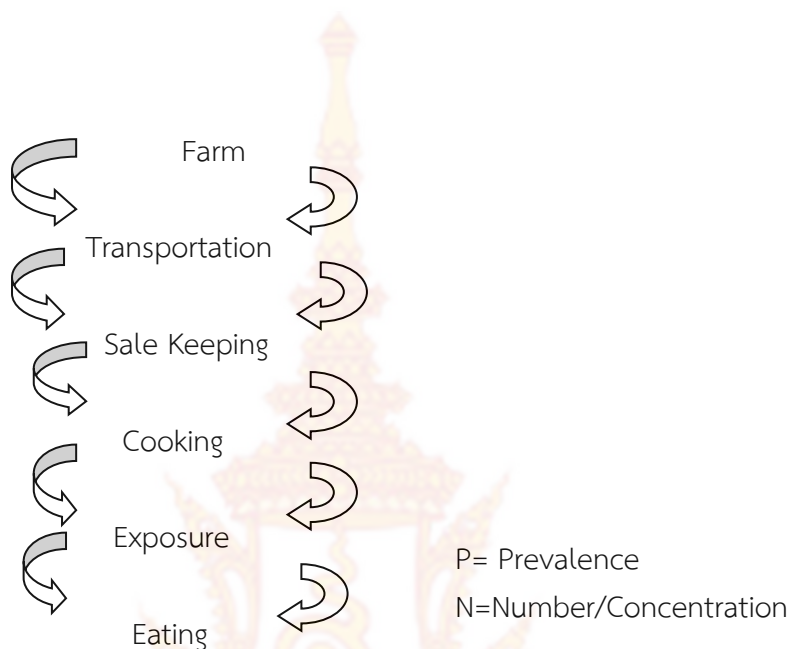 Farm
Transportation
Sale Keeping
Cooking
Exposure
P= Prevalence
N=Number/Concentration
Eating